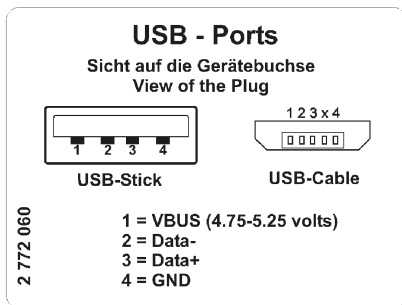 USB - Ports
Sicht auf die Gerätebuchse
View of the Plug
1 2 3 4
USB-Stick
1 2 3 x 4
USB-Cable
1 = VBUS (4.75-5.25 volts)
2 = Data-
3 = Data+
4 = GND
2 772 060